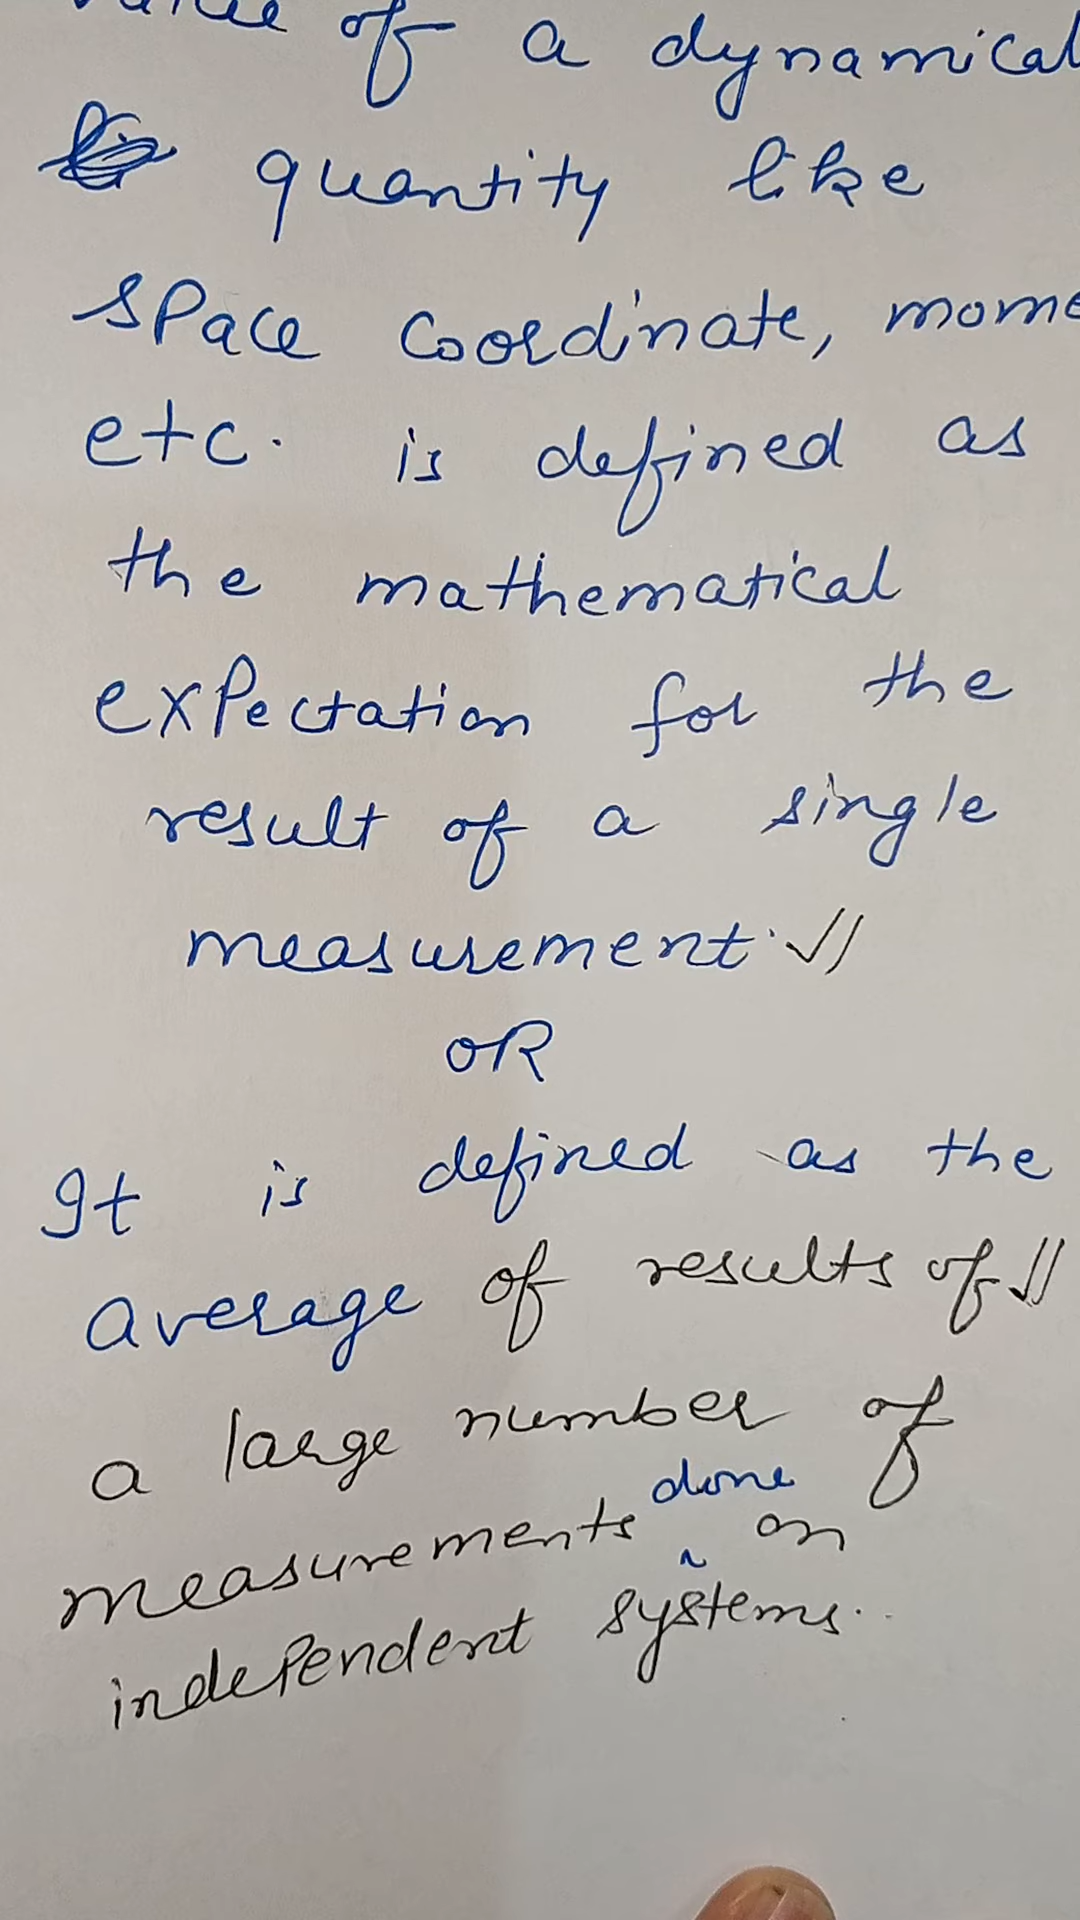 of a dynamical
quantity like
space coordinate, mome
etc. is defined as
the mathematical
expectation for the
result of a single
measurement.
OR
It is defined as the
average of results of
a large number of
measurements done on
independent systems.